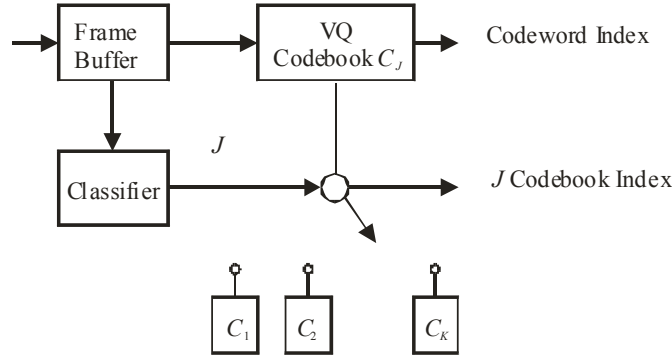 Frame
Buffer
VQ
Codebook C_J
Codeword Index
J
Classifier
J Codebook Index
C_1
C_2
C_K